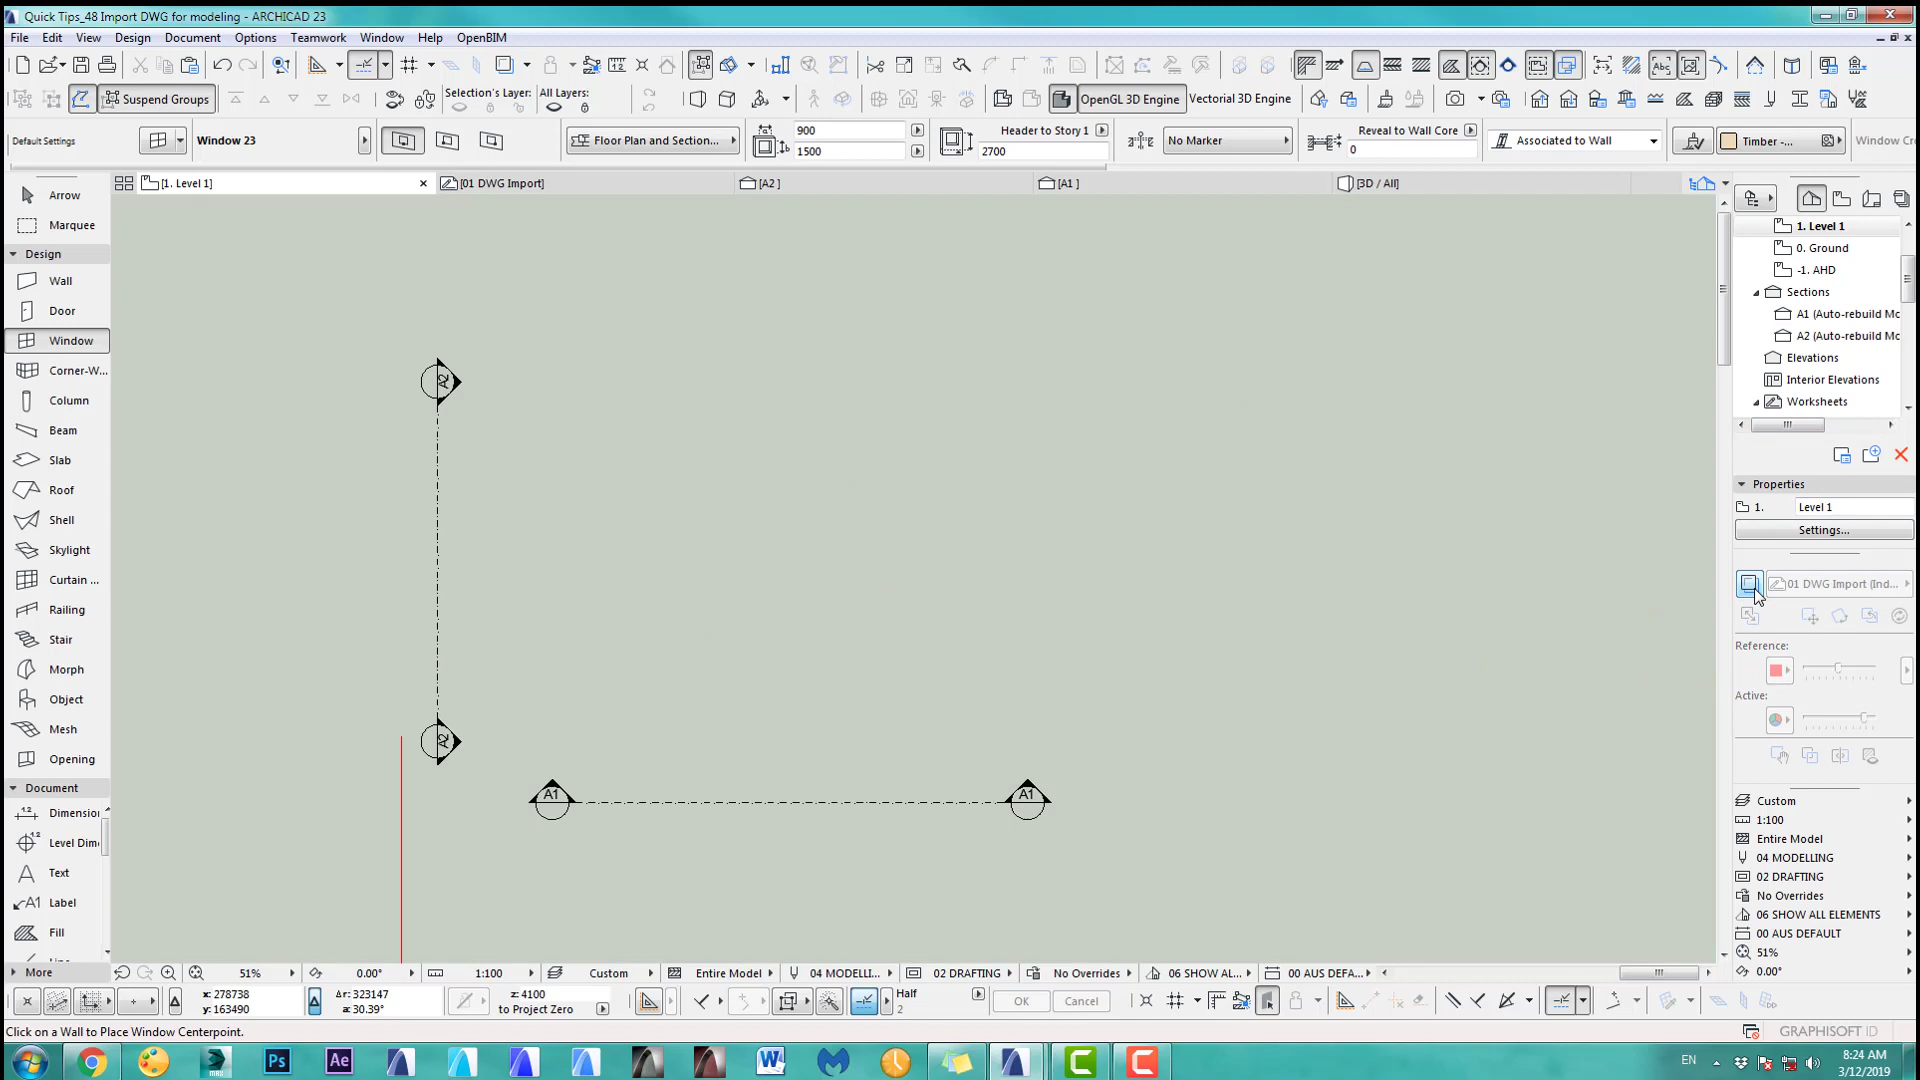 Quick Tips_48 Import DWG for modeling - ARCHICAD 23
File Edit View Design Document Options Teamwork Window Help OpenBIM
Suspend Groups
Selection's Layer:
All Layers:
OpenGL 3D Engine
Vectorial 3D Engine
Default Settings
Window 23
Floor Plan and Section...
900
1500
Header to Story 1
2700
No Marker
Reveal to Wall Core
0
Associated to Wall
Timber -...
Window Cr
[1. Level 1]
[01 DWG Import]
[A2 ]
[A1 ]
[3D / All]
Arrow
Marquee
Design
Wall
Door
Window
Corner-W...
Column
Beam
Slab
Roof
Shell
Skylight
Curtain ...
Railing
Stair
Morph
Object
Mesh
Opening
Document
Dimension
Level Dim
Text
A1 Label
Fill
More
A2
A2
A1
A1
1. Level 1
0. Ground
-1. AHD
Sections
A1 (Auto-rebuild Mc
A2 (Auto-rebuild Mc
Elevations
Interior Elevations
Worksheets
Properties
1.
Level 1
Settings...
01 DWG Import (Ind...
Reference:
Active:
Custom
1:100
Entire Model
04 MODELLING
02 DRAFTING
No Overrides
06 SHOW ALL ELEMENTS
00 AUS DEFAULT
51%
0.00°
51%
0.00°
1:100
Custom
Entire Model
04 MODELLI...
02 DRAFTING
No Overrides
06 SHOW AL...
00 AUS DEFA...
x: 278738
y: 163490
Δr: 323147
a: 30.39°
z: 4100
to Project Zero
Half
2
OK
Cancel
Click on a Wall to Place Window Centerpoint.
GRAPHISOFT ID
Ps
Ae
EN
8:24 AM
3/12/2019